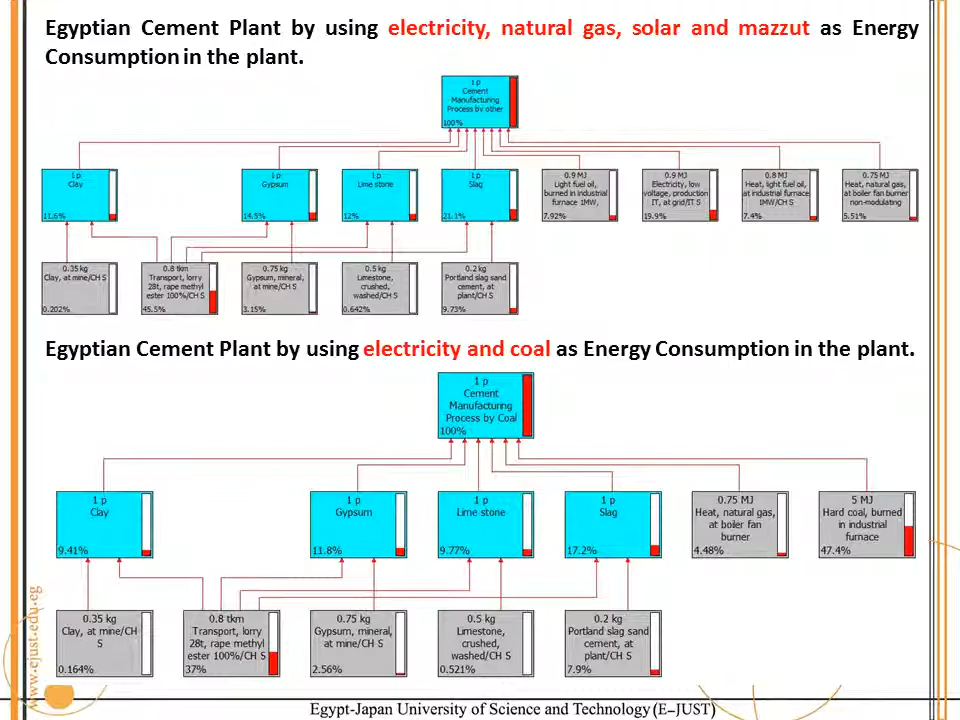 Egyptian Cement Plant by using electricity, natural gas, solar and mazzut as Energy
Consumption in the plant.
1 p
Cement
Manufacturing
Process by other
100%
1 p
Clay
11.6%
1 p
Gypsum
14.5%
1 p
Lime stone
12%
1 p
Slag
21.1%
0.9 MJ
Light fuel oil,
burned in industrial
furnace 1MW,
7.92%
0.9 MJ
Electricity, low
voltage, production
IT, at grid/IT S
19.9%
0.8 MJ
Heat, light fuel oil,
at industrial furnace
1MW/CH S
7.4%
0.75 MJ
Heat, natural gas,
at boiler fan burner
non-modulating
5.51%
0.35 kg
Clay, at mine/CH S
0.202%
0.8 tkm
Transport, lorry
28t, rape methyl
ester 100%/CH S
45.5%
0.75 kg
Gypsum, mineral,
at mine/CH S
3.15%
0.5 kg
Limestone,
crushed,
washed/CH S
0.642%
0.2 kg
Portland slag sand
cement, at
plant/CH S
9.73%
Egyptian Cement Plant by using electricity and coal as Energy Consumption in the plant.
1 p
Cement
Manufacturing
Process by Coal
100%
1 p
Clay
9.41%
1 p
Gypsum
11.8%
1 p
Lime stone
9.77%
1 p
Slag
17.2%
0.75 MJ
Heat, natural gas,
at boiler fan
burner
4.48%
5 MJ
Hard coal, burned
in industrial
furnace
47.4%
0.35 kg
Clay, at mine/CH
S
0.164%
0.8 tkm
Transport, lorry
28t, rape methyl
ester 100%/CH S
37%
0.75 kg
Gypsum, mineral,
at mine/CH S
2.56%
0.5 kg
Limestone,
crushed,
washed/CH S
0.521%
0.2 kg
Portland slag sand
cement, at
plant/CH S
7.9%
www.ejust.edu.eg
Egypt-Japan University of Science and Technology (E-JUST)